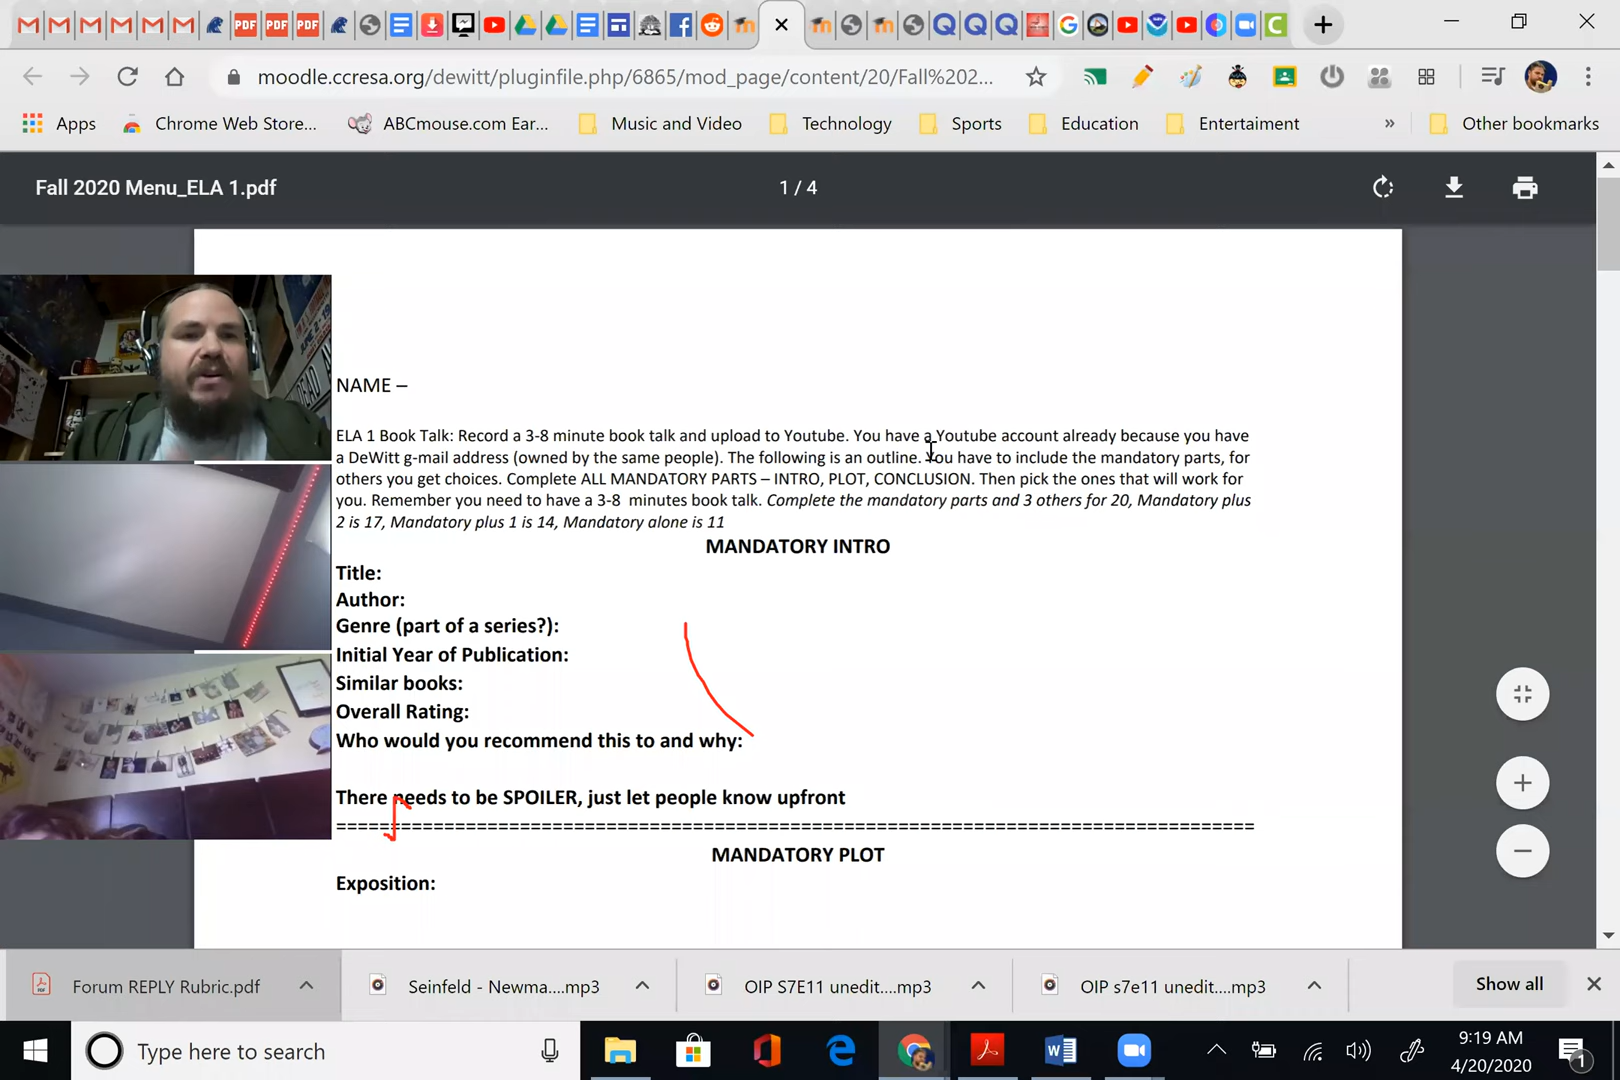 PDF PDF PDF
moodle.ccresa.org/dewitt/pluginfile.php/6865/mod_page/content/20/Fall%202...
Apps Chrome Web Store... ABCmouse.com Ear... Music and Video Technology Sports Education Entertaiment » Other bookmarks
Fall 2020 Menu_ELA 1.pdf 1 / 4
NAME –
ELA 1 Book Talk: Record a 3-8 minute book talk and upload to Youtube. You have a Youtube account already because you have
a DeWitt g-mail address (owned by the same people). The following is an outline. You have to include the mandatory parts, for
others you get choices. Complete ALL MANDATORY PARTS – INTRO, PLOT, CONCLUSION. Then pick the ones that will work for
you. Remember you need to have a 3-8 minutes book talk. Complete the mandatory parts and 3 others for 20, Mandatory plus
2 is 17, Mandatory plus 1 is 14, Mandatory alone is 11
MANDATORY INTRO
Title:
Author:
Genre (part of a series?):
Initial Year of Publication:
Similar books:
Overall Rating:
Who would you recommend this to and why:
There needs to be SPOILER, just let people know upfront
=====================================================================================
MANDATORY PLOT
Exposition:
Forum REPLY Rubric.pdf Seinfeld - Newma....mp3 OIP S7E11 unedit....mp3 OIP s7e11 unedit....mp3 Show all
Type here to search
9:19 AM
4/20/2020
1